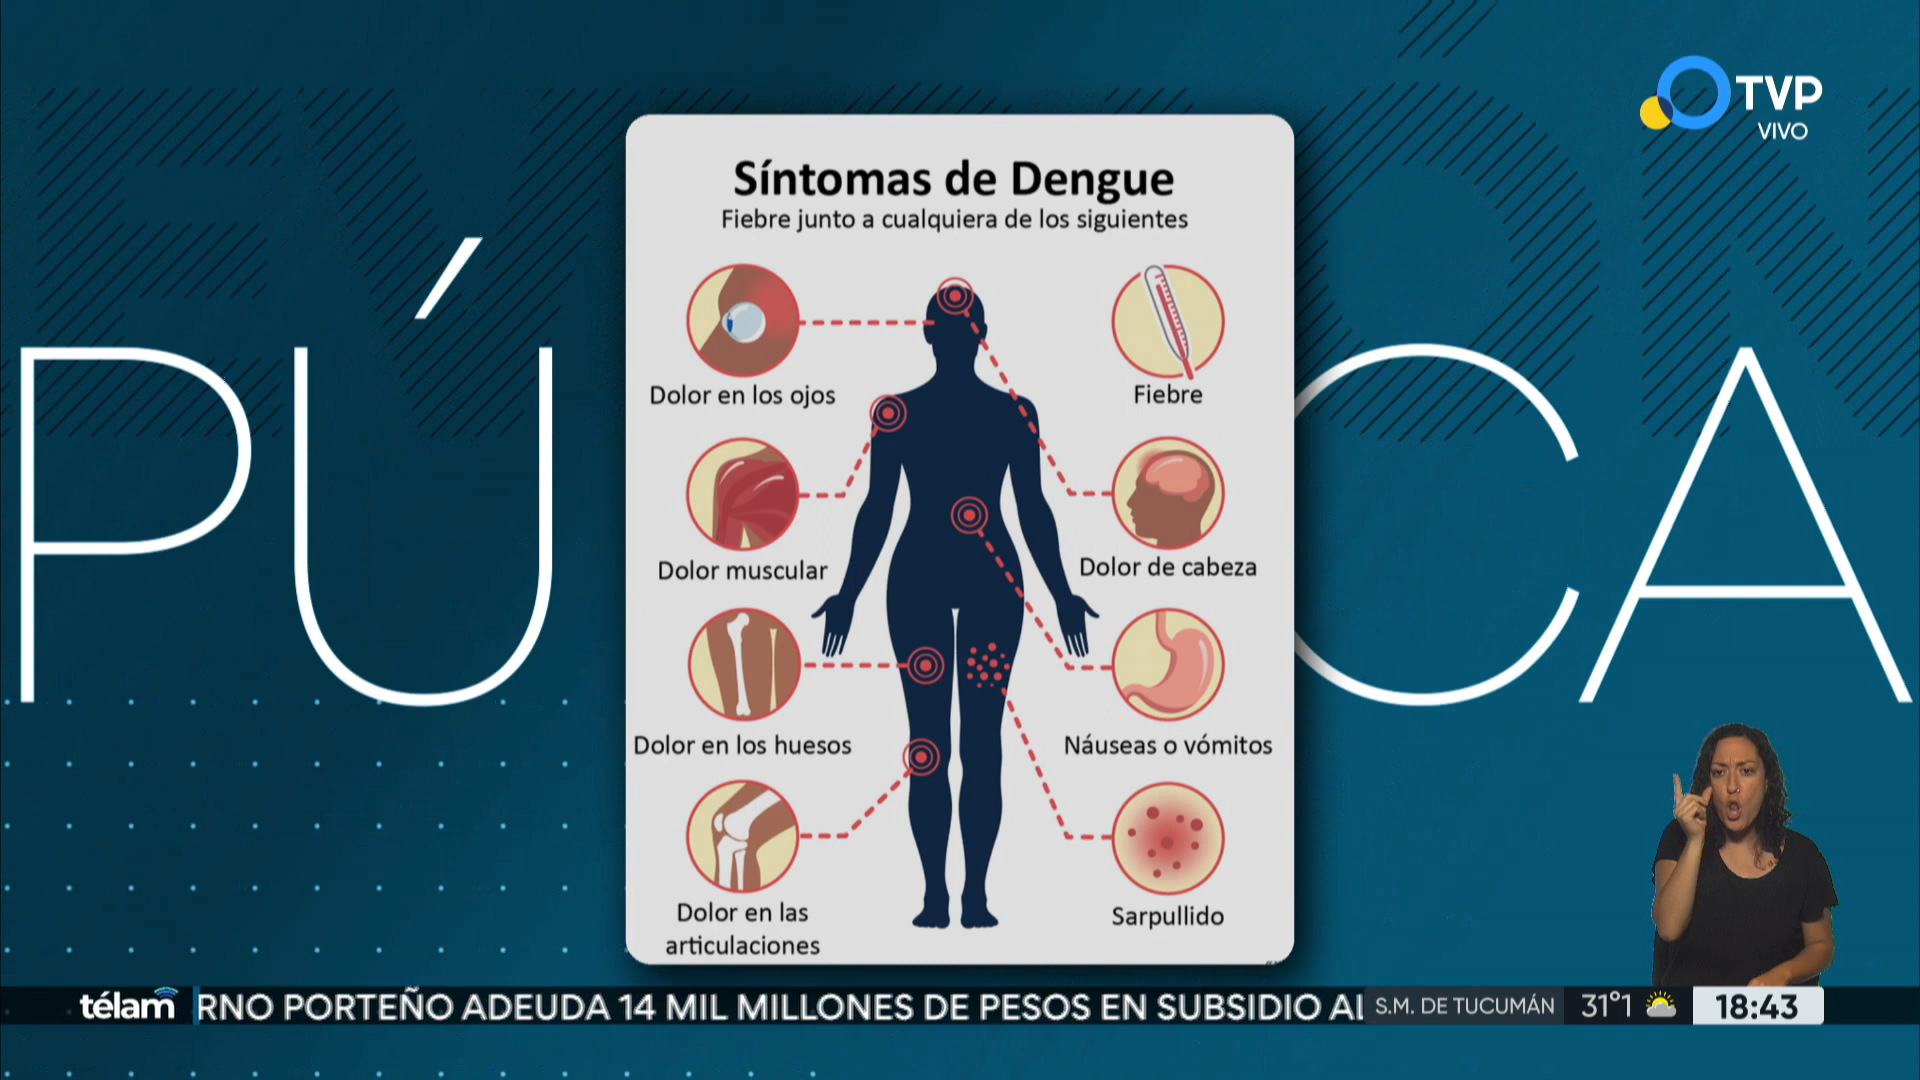 TVP
VIVO
Síntomas de Dengue
Fiebre junto a cualquiera de los siguientes
Dolor en los ojos
Fiebre
Dolor muscular
Dolor de cabeza
Dolor en los huesos
Náuseas o vómitos
Dolor en las
articulaciones
Sarpullido
PÚ CA
télam RNO PORTEÑO ADEUDA 14 MIL MILLONES DE PESOS EN SUBSIDIO AL S.M. DE TUCUMÁN 31°1 18:43